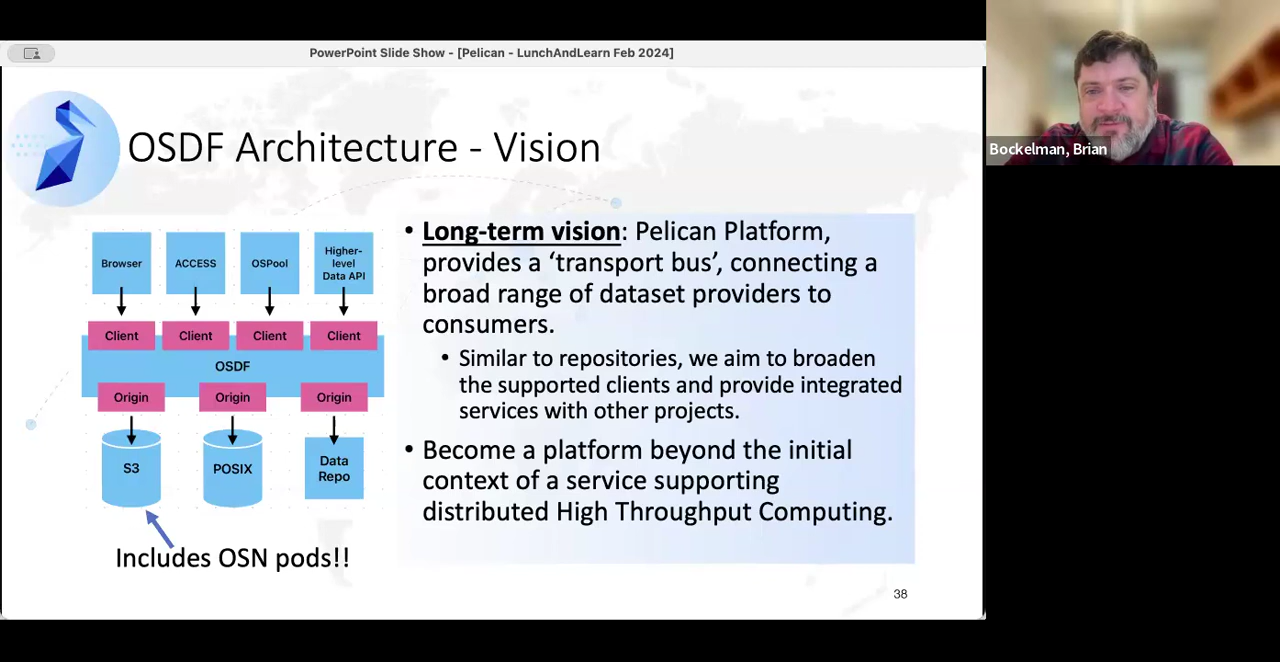 PowerPoint Slide Show - [Pelican - LunchAndLearn Feb 2024]
Bockelman, Brian
OSDF Architecture - Vision
Browser
ACCESS
OSPool
Higher-
level
Data API
Client
Client
Client
Client
OSDF
Origin
Origin
Origin
S3
POSIX
Data
Repo
Includes OSN pods!!
• Long-term vision: Pelican Platform,
provides a ‘transport bus’, connecting a
broad range of dataset providers to
consumers.
• Similar to repositories, we aim to broaden
the supported clients and provide integrated
services with other projects.
• Become a platform beyond the initial
context of a service supporting
distributed High Throughput Computing.
38